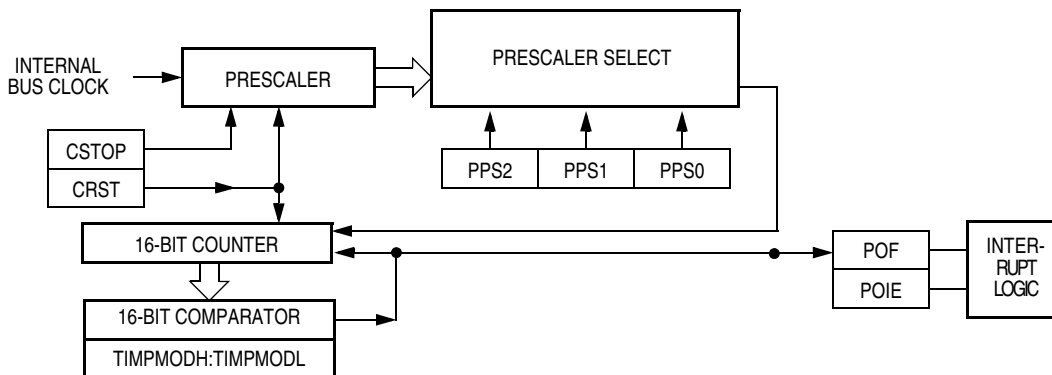 INTERNAL
BUS CLOCK
PRESCALER
PRESCALER SELECT
CSTOP
CRST
PPS2
PPS1
PPS0
16-BIT COUNTER
16-BIT COMPARATOR
TIMPMODH:TIMPMODL
POF
POIE
INTER-
RUPT
LOGIC